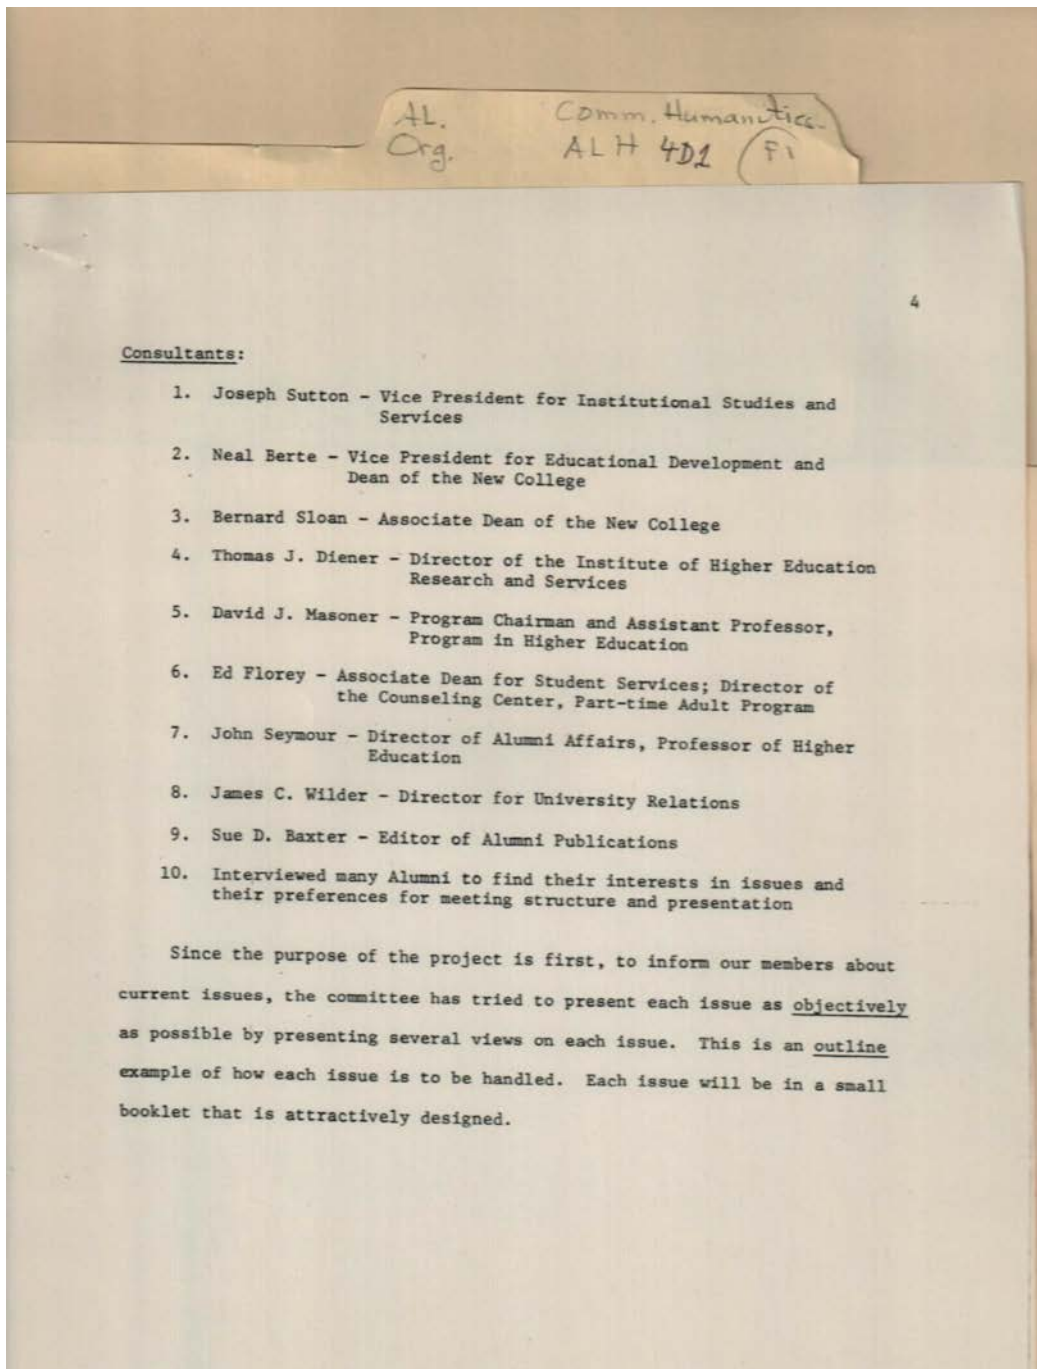 AL. Comm. Humanities
Org. ALH 4D1 F1
4
Consultants:
1. Joseph Sutton - Vice President for Institutional Studies and
Services
2. Neal Berte - Vice President for Educational Development and
Dean of the New College
3. Bernard Sloan - Associate Dean of the New College
4. Thomas J. Diener - Director of the Institute of Higher Education
Research and Services
5. David J. Masoner - Program Chairman and Assistant Professor,
Program in Higher Education
6. Ed Florey - Associate Dean for Student Services; Director of
the Counseling Center, Part-time Adult Program
7. John Seymour - Director of Alumni Affairs, Professor of Higher
Education
8. James C. Wilder - Director for University Relations
9. Sue D. Baxter - Editor of Alumni Publications
10. Interviewed many Alumni to find their interests in issues and
their preferences for meeting structure and presentation
Since the purpose of the project is first, to inform our members about
current issues, the committee has tried to present each issue as objectively
as possible by presenting several views on each issue. This is an outline
example of how each issue is to be handled. Each issue will be in a small
booklet that is attractively designed.